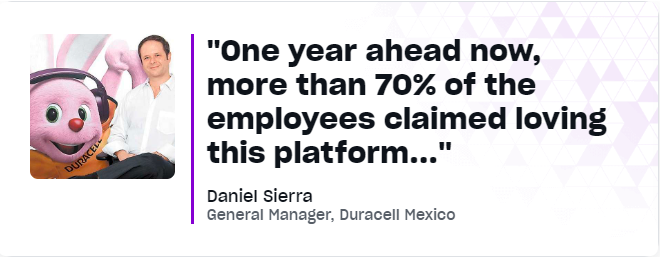 "One year ahead now,
more than 70% of the
employees claimed loving
this platform..."
Daniel Sierra
General Manager, Duracell Mexico
DURACELL